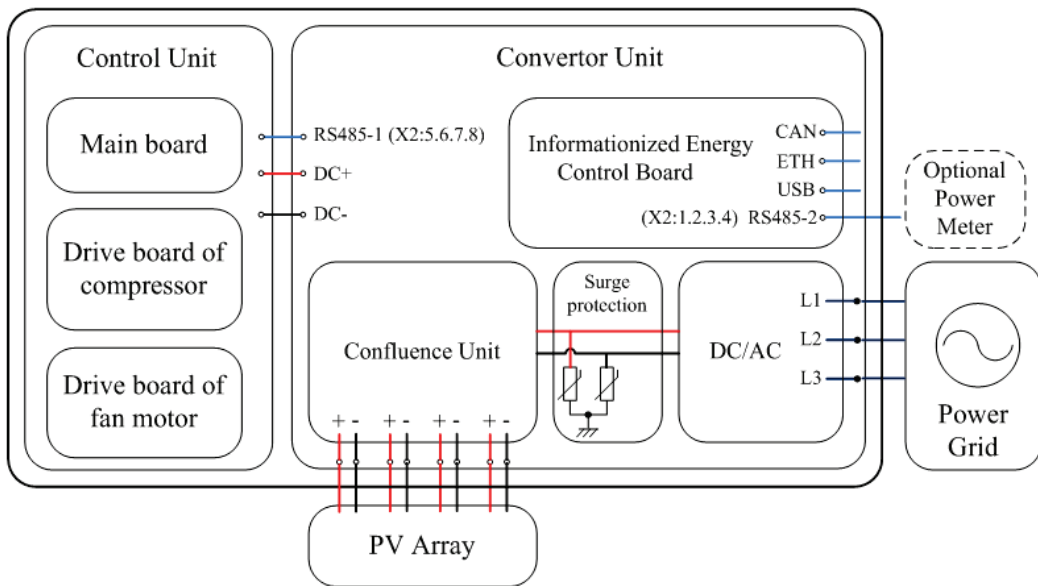 Control Unit
Main board
Drive board of
compressor
Drive board of
fan motor
Convertor Unit
RS485-1 (X2:5.6.7.8)
DC+
DC-
Informationized Energy
Control Board
CAN
ETH
USB
(X2:1.2.3.4) RS485-2
Optional
Power
Meter
Confluence Unit
+ - + - + - + -
Surge
protection
DC/AC
L1
L2
L3
Power
Grid
PV Array